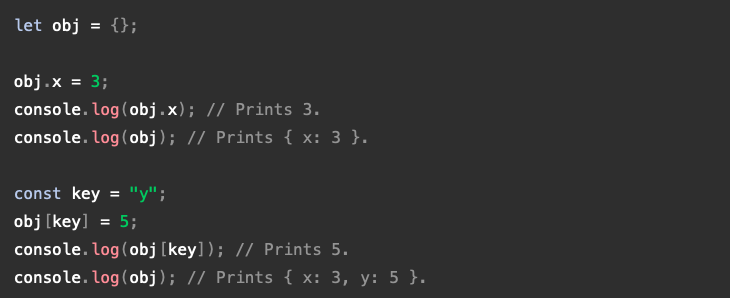 let obj = {};
obj.x = 3;
console.log(obj.x); // Prints 3.
console.log(obj); // Prints { x: 3 }.
const key = "y";
obj[key] = 5;
console.log(obj[key]); // Prints 5.
console.log(obj); // Prints { x: 3, y: 5 }.